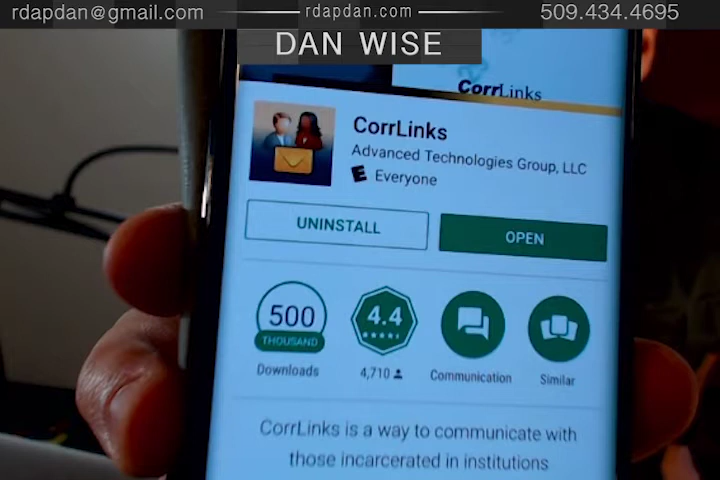 rdapdan@gmail.com rdapdan.com 509.434.4695
DAN WISE
CorrLinks
CorrLinks
Advanced Technologies Group, LLC
E Everyone
UNINSTALL
OPEN
500
THOUSAND
Downloads
4.4
4,710
Communication
Similar
CorrLinks is a way to communicate with
those incarcerated in institutions